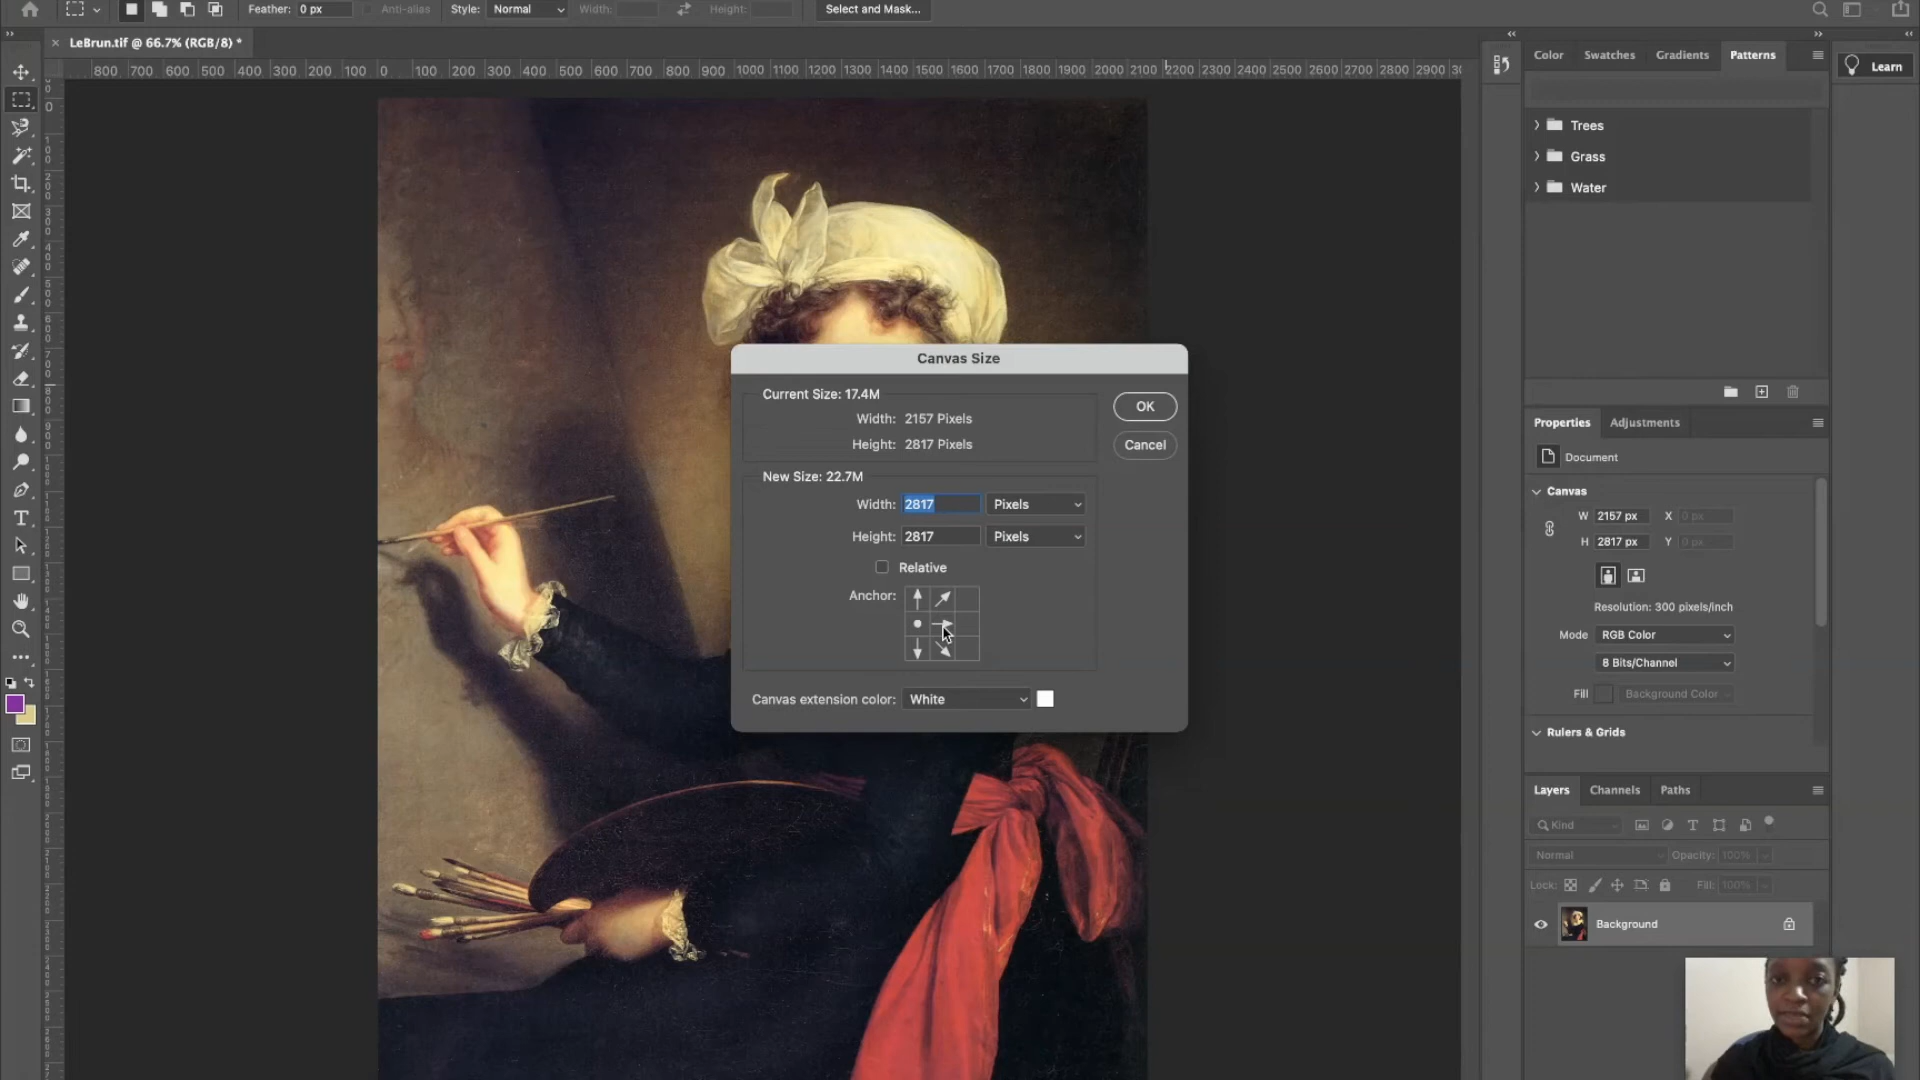 Feather: 0 px Anti-alias Style: Normal Width: Height: Select and Mask...
× LeBrun.tif @ 66.7% (RGB/8) *
800 700 600 500 400 300 200 100 0 100 200 300 400 500 600 700 800 900 1000 1100 1200 1300 1400 1500 1600 1700 1800 1900 2000 2100 2200 2300 2400 2500 2600 2700 2800 2900
Color Swatches Gradients Patterns
Learn
Trees
Grass
Water
Canvas Size
Current Size: 17.4M
Width: 2157 Pixels
Height: 2817 Pixels
OK
Cancel
New Size: 22.7M
Width: 2817 Pixels
Height: 2817 Pixels
Relative
Anchor:
Canvas extension color: White
Properties Adjustments
Document
Canvas
W 2157 px X 0 px
H 2817 px Y 0 px
Resolution: 300 pixels/inch
Mode RGB Color
8 Bits/Channel
Fill Background Color
Rulers & Grids
Layers Channels Paths
Kind
Normal Opacity: 100%
Lock: Fill: 100%
Background